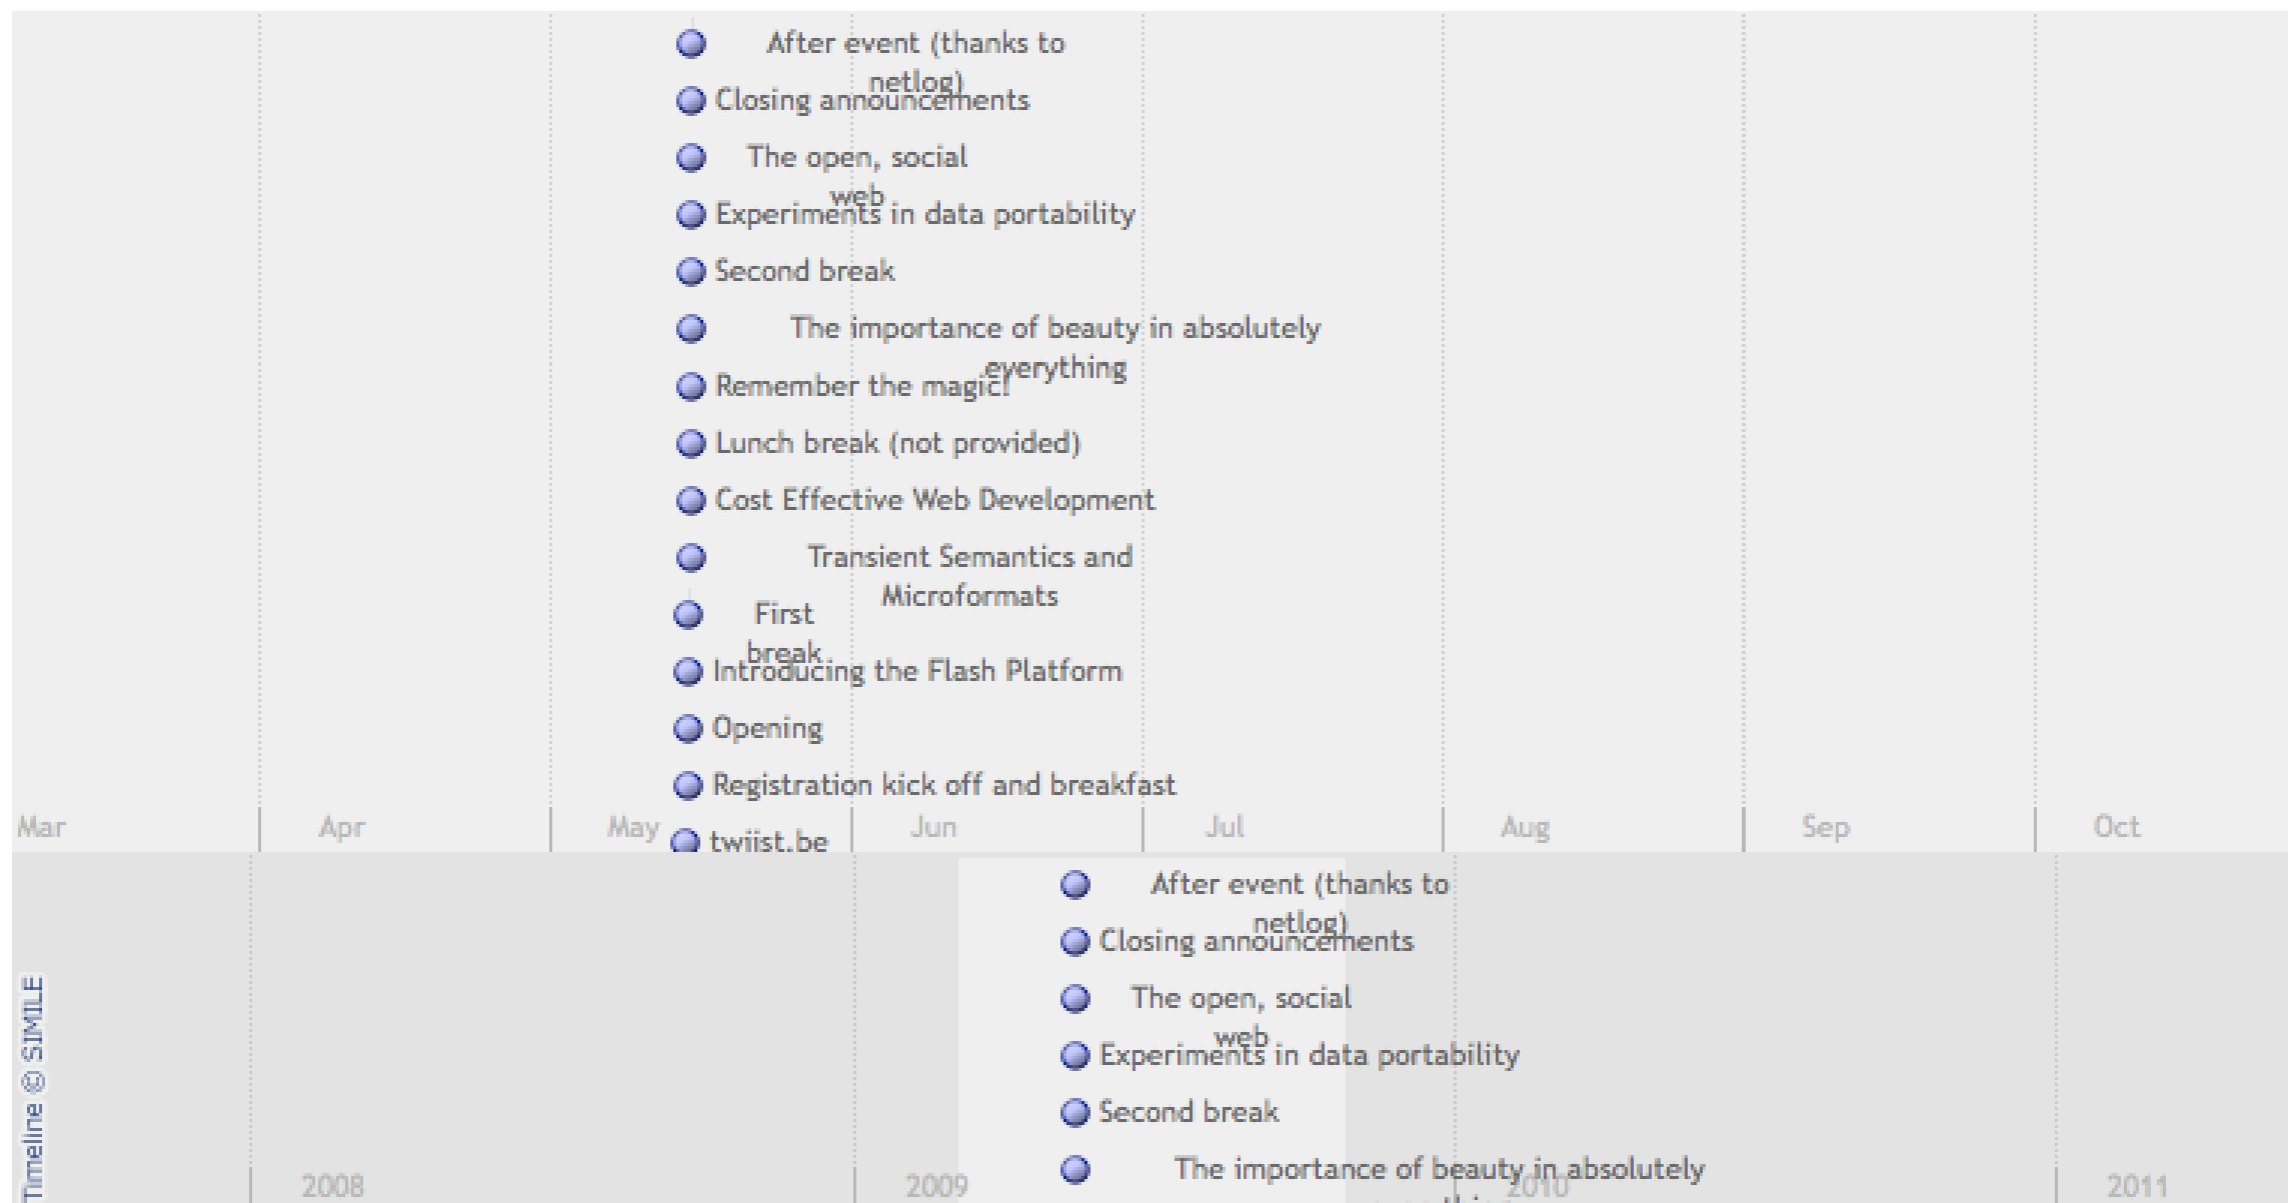 After event (thanks to
netlog)
Closing announcements
The open, social
web
Experiments in data portability
Second break
The importance of beauty in absolutely
everything
Remember the magic!
Lunch break (not provided)
Cost Effective Web Development
Transient Semantics and
Microformats
First
break
Introducing the Flash Platform
Opening
Registration kick off and breakfast
Mar Apr May Jun Jul Aug Sep Oct
twiist.be
After event (thanks to
netlog)
Closing announcements
The open, social
web
Experiments in data portability
Second break
The importance of beauty in absolutely
2008 2009 2010 2011
Timeline © SIMILE